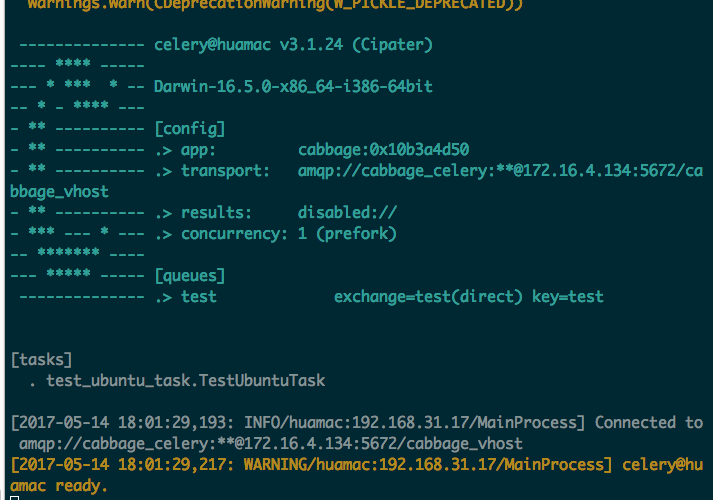 warnings.warn(CDeprecationWarning(W_PICKLE_DEPRECATED))
 -------------- celery@huamac v3.1.24 (Cipater)
---- **** -----
--- * ***  * -- Darwin-16.5.0-x86_64-i386-64bit
-- * - **** ---
- ** ---------- [config]
- ** ---------- .> app:         cabbage:0x10b3a4d50
- ** ---------- .> transport:   amqp://cabbage_celery:**@172.16.4.134:5672/ca
bbage_vhost
- ** ---------- .> results:     disabled://
- *** --- * --- .> concurrency: 1 (prefork)
-- ******* ----
--- ***** ----- [queues]
 -------------- .> test             exchange=test(direct) key=test
[tasks]
  . test_ubuntu_task.TestUbuntuTask
[2017-05-14 18:01:29,193: INFO/huamac:192.168.31.17/MainProcess] Connected to
 amqp://cabbage_celery:**@172.16.4.134:5672/cabbage_vhost
[2017-05-14 18:01:29,217: WARNING/huamac:192.168.31.17/MainProcess] celery@hu
amac ready.